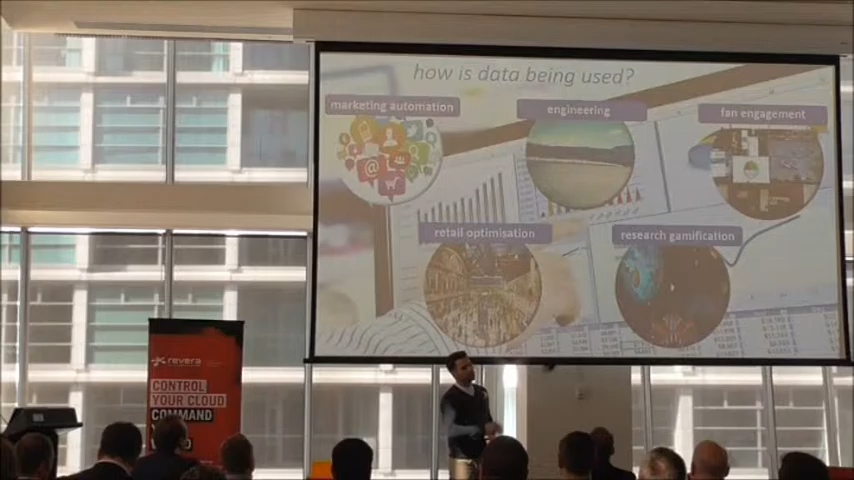 how is data being used?
marketing automation
engineering
fan engagement
retail optimisation
research gamification
revera
CONTROL
YOUR CLOUD
COMMAND